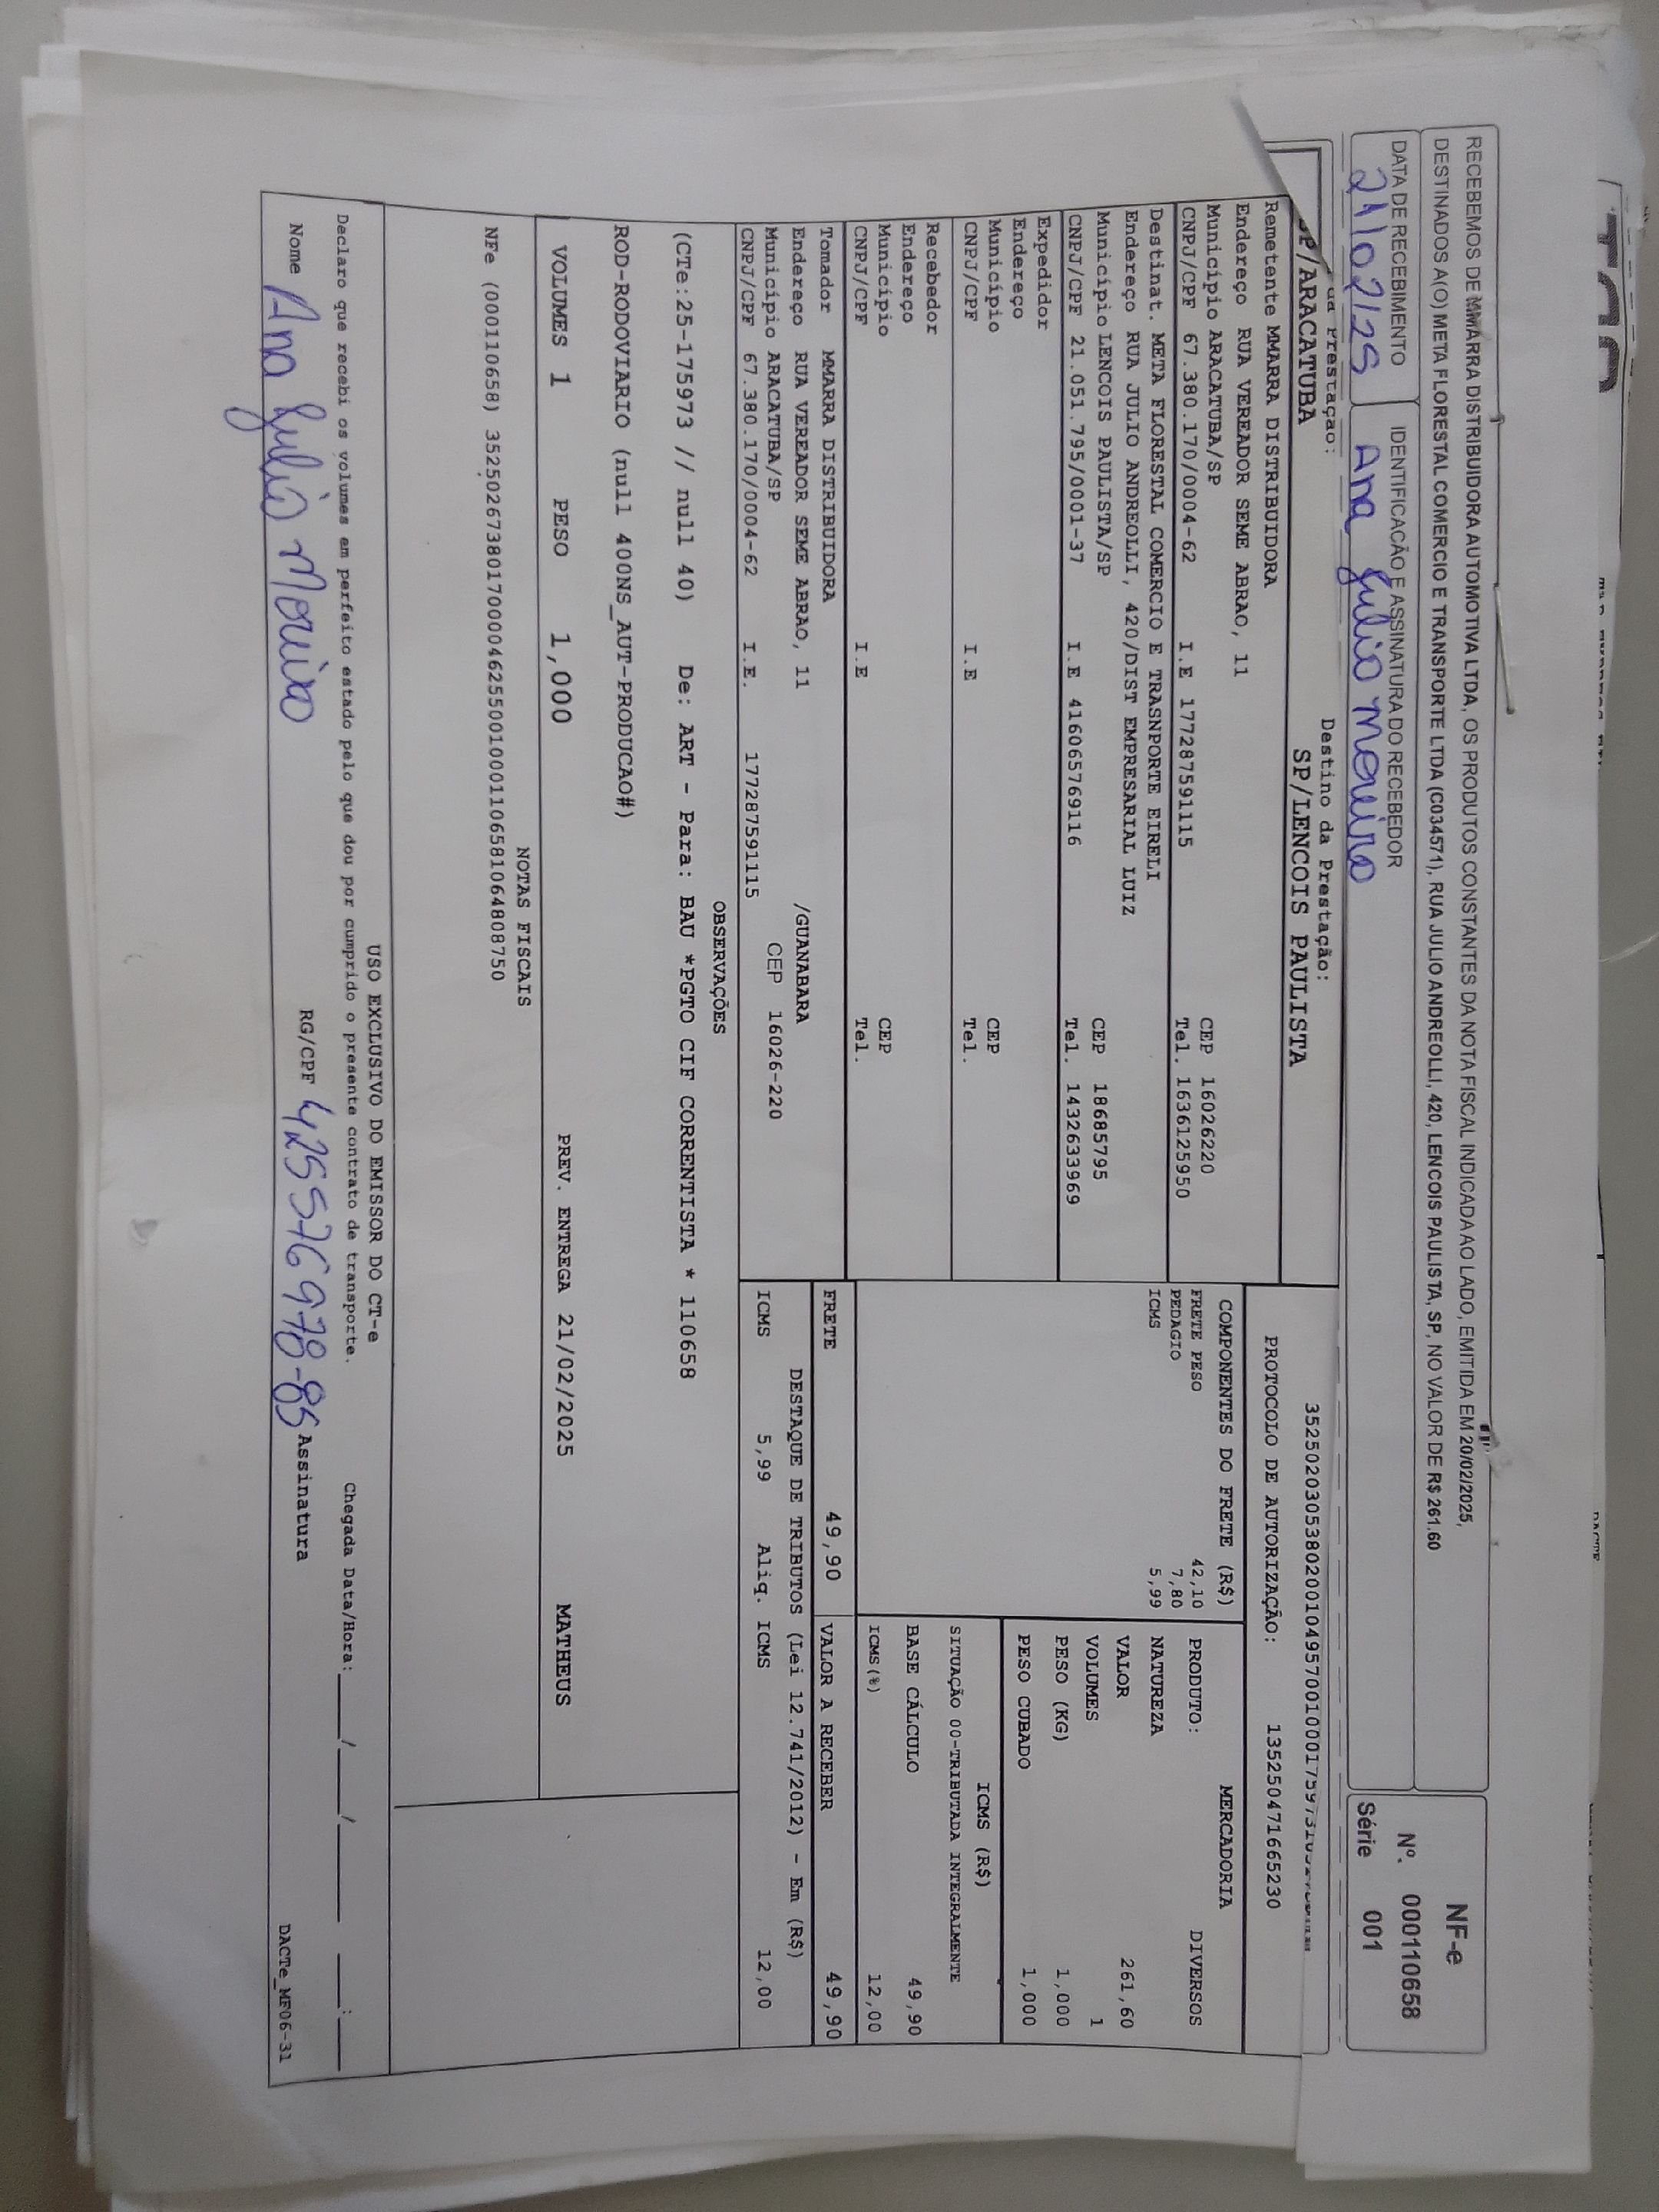 RECEBEMOS DE MMARRA DISTRIBUIDORA AUTOMOTIVA LTDA, OS PRODUTOS CONSTANTES DA NOTA FISCAL INDICADA AO LADO, EMITIDA EM 20/02/2025,
DESTINADOS A(O) META FLORESTAL COMERCIO E TRANSPORTE LTDA (C034571), RUA JULIO ANDREOLLI, 420, LENCOIS PAULISTA, SP, NO VALOR DE R$ 261,60
DATA DE RECEBIMENTO
21/02/25
IDENTIFICAÇÃO E ASSINATURA DO RECEBEDOR
Ana Julia Moreira
NF-e
Nº. 000110658
Série 001
da Prestação:
SP/ARACATUBA
Destino da Prestação:
SP/LENCOIS PAULISTA
PROTOCOLO DE AUTORIZAÇÃO: 135250471665230
Remetente MMARRA DISTRIBUIDORA
Endereço RUA VEREADOR SEME ABRAO, 11
Município ARACATUBA/SP CEP 16026220
CNPJ/CPF 67.380.170/0004-62 I.E 177287591115 Tel. 1636125950
Destinat. META FLORESTAL COMERCIO E TRASNPORTE EIRELI
Endereço RUA JULIO ANDREOLLI, 420/DIST EMPRESARIAL LUIZ
Município LENCOIS PAULISTA/SP CEP 18685795
CNPJ/CPF 21.051.795/0001-37 I.E 416065769116 Tel. 1432633969
Expedidor
Endereço
Município CEP
CNPJ/CPF I.E Tel.
Recebedor
Endereço
Município CEP
CNPJ/CPF I.E Tel.
Tomador MMARRA DISTRIBUIDORA
Endereço RUA VEREADOR SEME ABRAO, 11 /GUANABARA
Município ARACATUBA/SP CEP 16026-220
CNPJ/CPF 67.380.170/0004-62 I.E. 177287591115
COMPONENTES DO FRETE (R$)
FRETE PESO 42,10
PEDAGIO 7,80
ICMS 5,99
MERCADORIA
PRODUTO: DIVERSOS
NATUREZA
VALOR 261,60
VOLUMES 1
PESO (KG) 1,000
PESO CUBADO 1,000
ICMS (R$)
SITUAÇÃO 00-TRIBUTADA INTEGRALMENTE
BASE CÁLCULO 49,90
ICMS(%) 12,00
FRETE 49,90 VALOR A RECEBER 49,90
DESTAQUE DE TRIBUTOS (Lei 12.741/2012) - Em (R$)
ICMS 5,99 Aliq. ICMS 12,00
OBSERVAÇÕES
(CTe:25-175973 // null 40) De: ART - Para: BAU *PGTO CIF CORRENTISTA * 110658
ROD-RODOVIARIO (null 400NS_AUT-PRODUCAO#)
VOLUMES 1 PESO 1,000 PREV. ENTREGA 21/02/2025 MATHEUS
NOTAS FISCAIS
NFe (000110658) 35250267380170000462550010001106581064808750
USO EXCLUSIVO DO EMISSOR DO CT-e
Declaro que recebi os volumes em perfeito estado pelo que dou por cumprido o presente contrato de transporte. Chegada Data/Hora:____/____/____ ___:___
Nome Ana Julia Moreira RG/CPF 425576978-85 Assinatura
DACTe_MF06-31